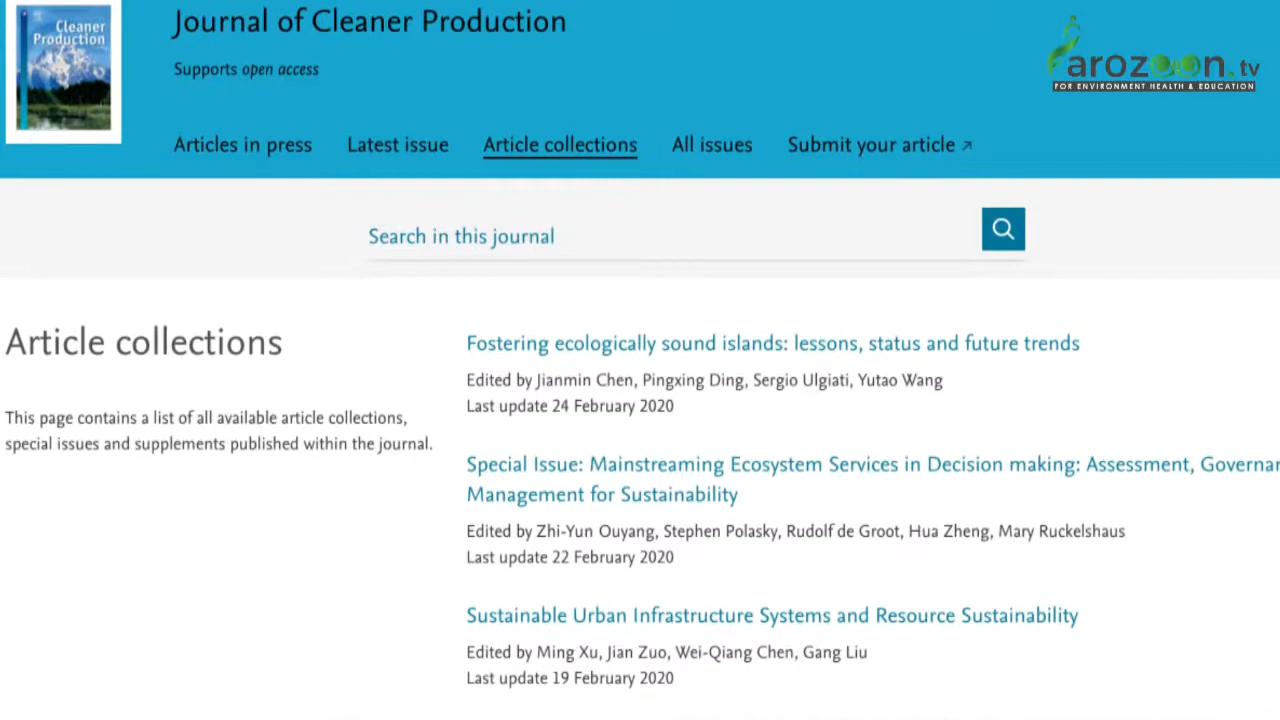 Cleaner
Production
Journal of Cleaner Production
Supports open access
arozoon.tv
FOR ENVIRONMENT HEALTH & EDUCATION
Articles in press Latest issue Article collections All issues Submit your article ↗
Search in this journal
Article collections
This page contains a list of all available article collections,
special issues and supplements published within the journal.
Fostering ecologically sound islands: lessons, status and future trends
Edited by Jianmin Chen, Pingxing Ding, Sergio Ulgiati, Yutao Wang
Last update 24 February 2020
Special Issue: Mainstreaming Ecosystem Services in Decision making: Assessment, Governan
Management for Sustainability
Edited by Zhi-Yun Ouyang, Stephen Polasky, Rudolf de Groot, Hua Zheng, Mary Ruckelshaus
Last update 22 February 2020
Sustainable Urban Infrastructure Systems and Resource Sustainability
Edited by Ming Xu, Jian Zuo, Wei-Qiang Chen, Gang Liu
Last update 19 February 2020